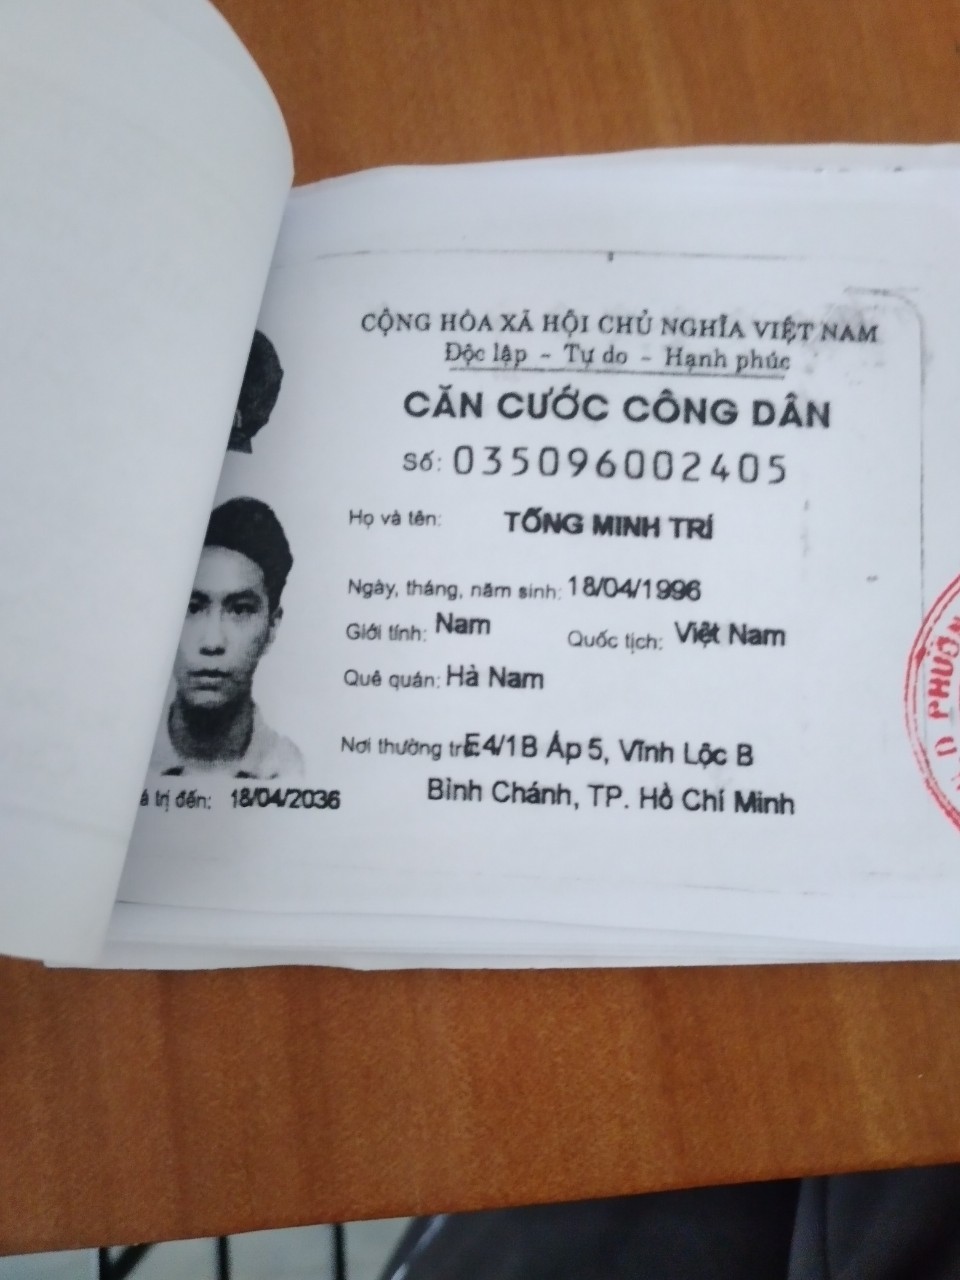 CỘNG HÒA XÃ HỘI CHỦ NGHĨA VIỆT NAM
Độc lập - Tự do - Hạnh phúc
CĂN CƯỚC CÔNG DÂN
Số: 035096002405
Họ và tên: TỐNG MINH TRÍ
Ngày, tháng, năm sinh: 18/04/1996
Giới tính: Nam Quốc tịch: Việt Nam
Quê quán: Hà Nam
Nơi thường trú: E4/1B Ấp 5, Vĩnh Lộc B
Bình Chánh, TP. Hồ Chí Minh
trị đến: 18/04/2036